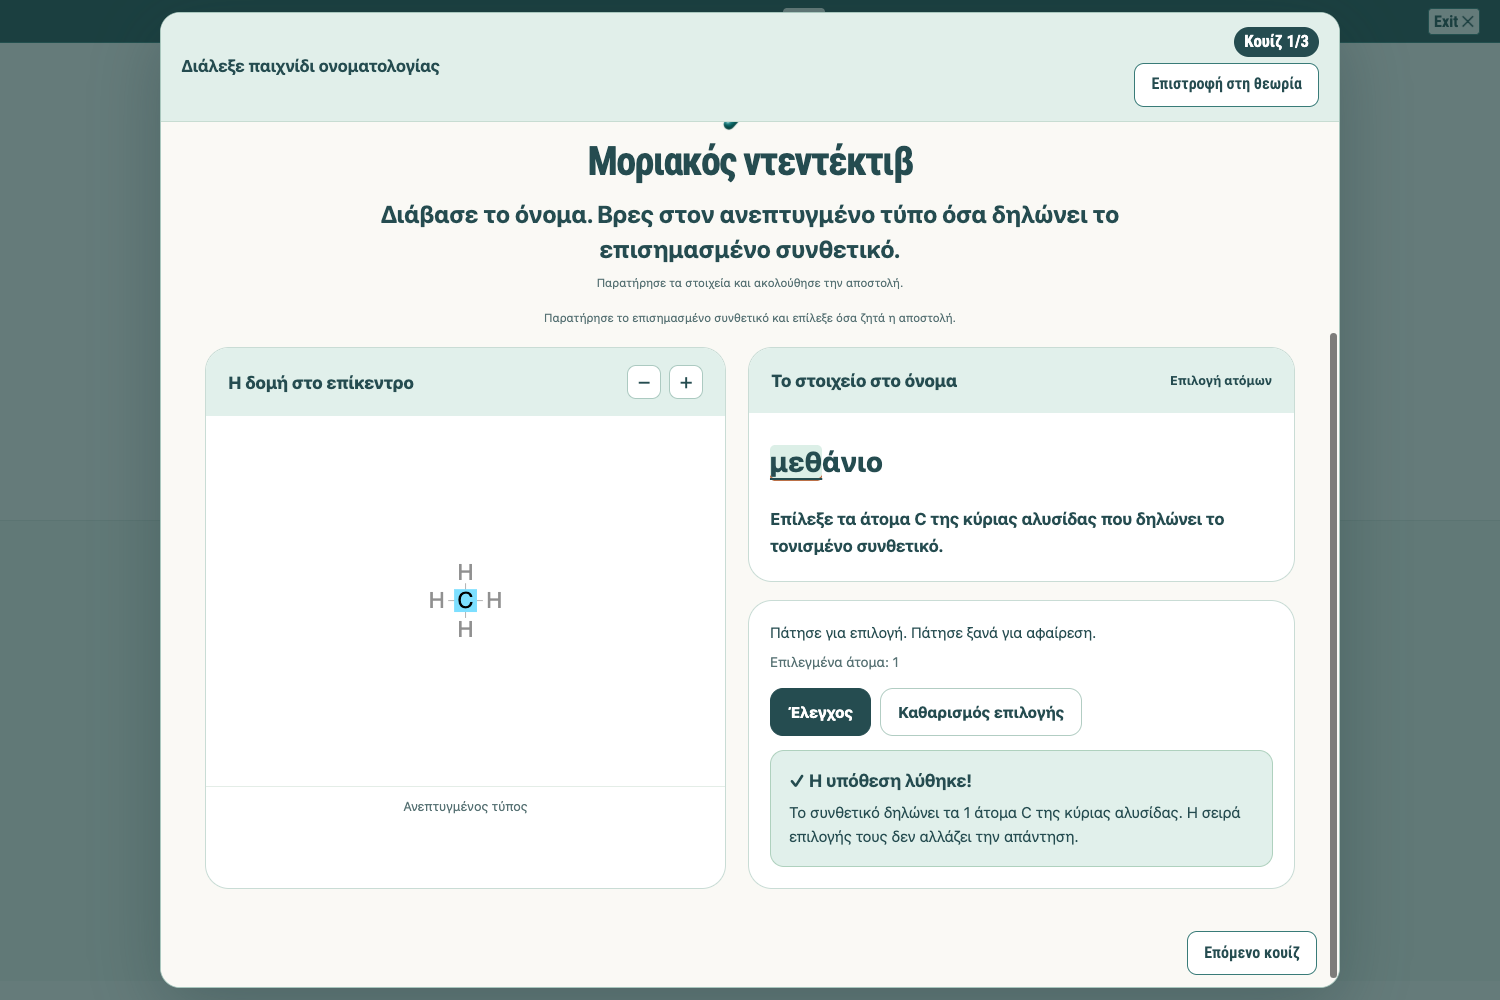 Exit
Διάλεξε παιχνίδι ονοματολογίας
Κουίζ 1/3
Επιστροφή στη θεωρία
Μοριακός ντεντέκτιβ
Διάβασε το όνομα. Βρες στον ανεπτυγμένο τύπο όσα δηλώνει το
επισημασμένο συνθετικό.
Παρατήρησε τα στοιχεία και ακολούθησε την αποστολή.
Παρατήρησε το επισημασμένο συνθετικό και επίλεξε όσα ζητά η αποστολή.
Η δομή στο επίκεντρο
− +
H
H C H
H
Ανεπτυγμένος τύπος
Το στοιχείο στο όνομα
Επιλογή ατόμων
μεθάνιο
Επίλεξε τα άτομα C της κύριας αλυσίδας που δηλώνει το
τονισμένο συνθετικό.
Πάτησε για επιλογή. Πάτησε ξανά για αφαίρεση.
Επιλεγμένα άτομα: 1
Έλεγχος
Καθαρισμός επιλογής
✓ Η υπόθεση λύθηκε!
Το συνθετικό δηλώνει τα 1 άτομα C της κύριας αλυσίδας. Η σειρά
επιλογής τους δεν αλλάζει την απάντηση.
Επόμενο κουίζ